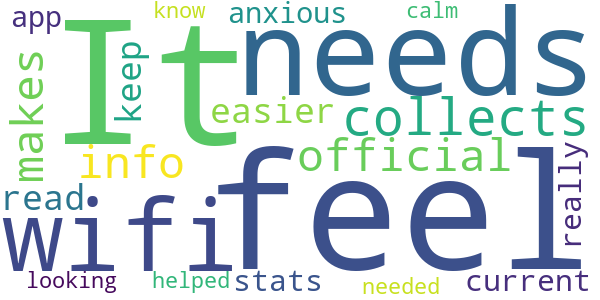 app
know
anxious
calm
It
needs
makes
keep
easier
collects
info
official
read
wifi
feel
really
looking
helped
stats
needed
current